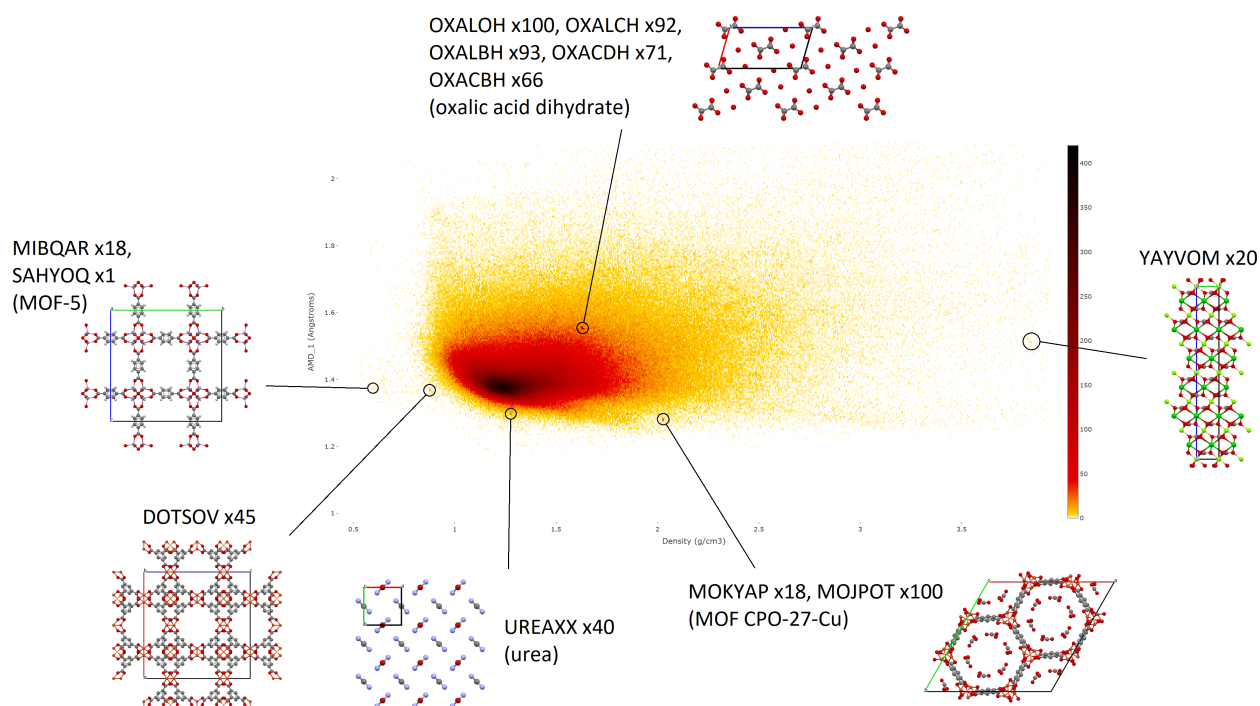 OXALOH x100, OXALCH x92,
OXALBH x93, OXACDH x71,
OXACBH x66
(oxalic acid dihydrate)
MIBQAR x18,
SAHYOQ x1
(MOF-5)
YAYVOM x20
2
1.8
1.6
1.4
1.2
1
AMD_1 (Angstroms)
0.5
1
1.5
2
2.5
3
3.5
Density (g/cm3)
400
350
300
250
200
150
100
50
0
DOTSOV x45
UREAXX x40
(urea)
MOKYAP x18, MOJPOT x100
(MOF CPO-27-Cu)